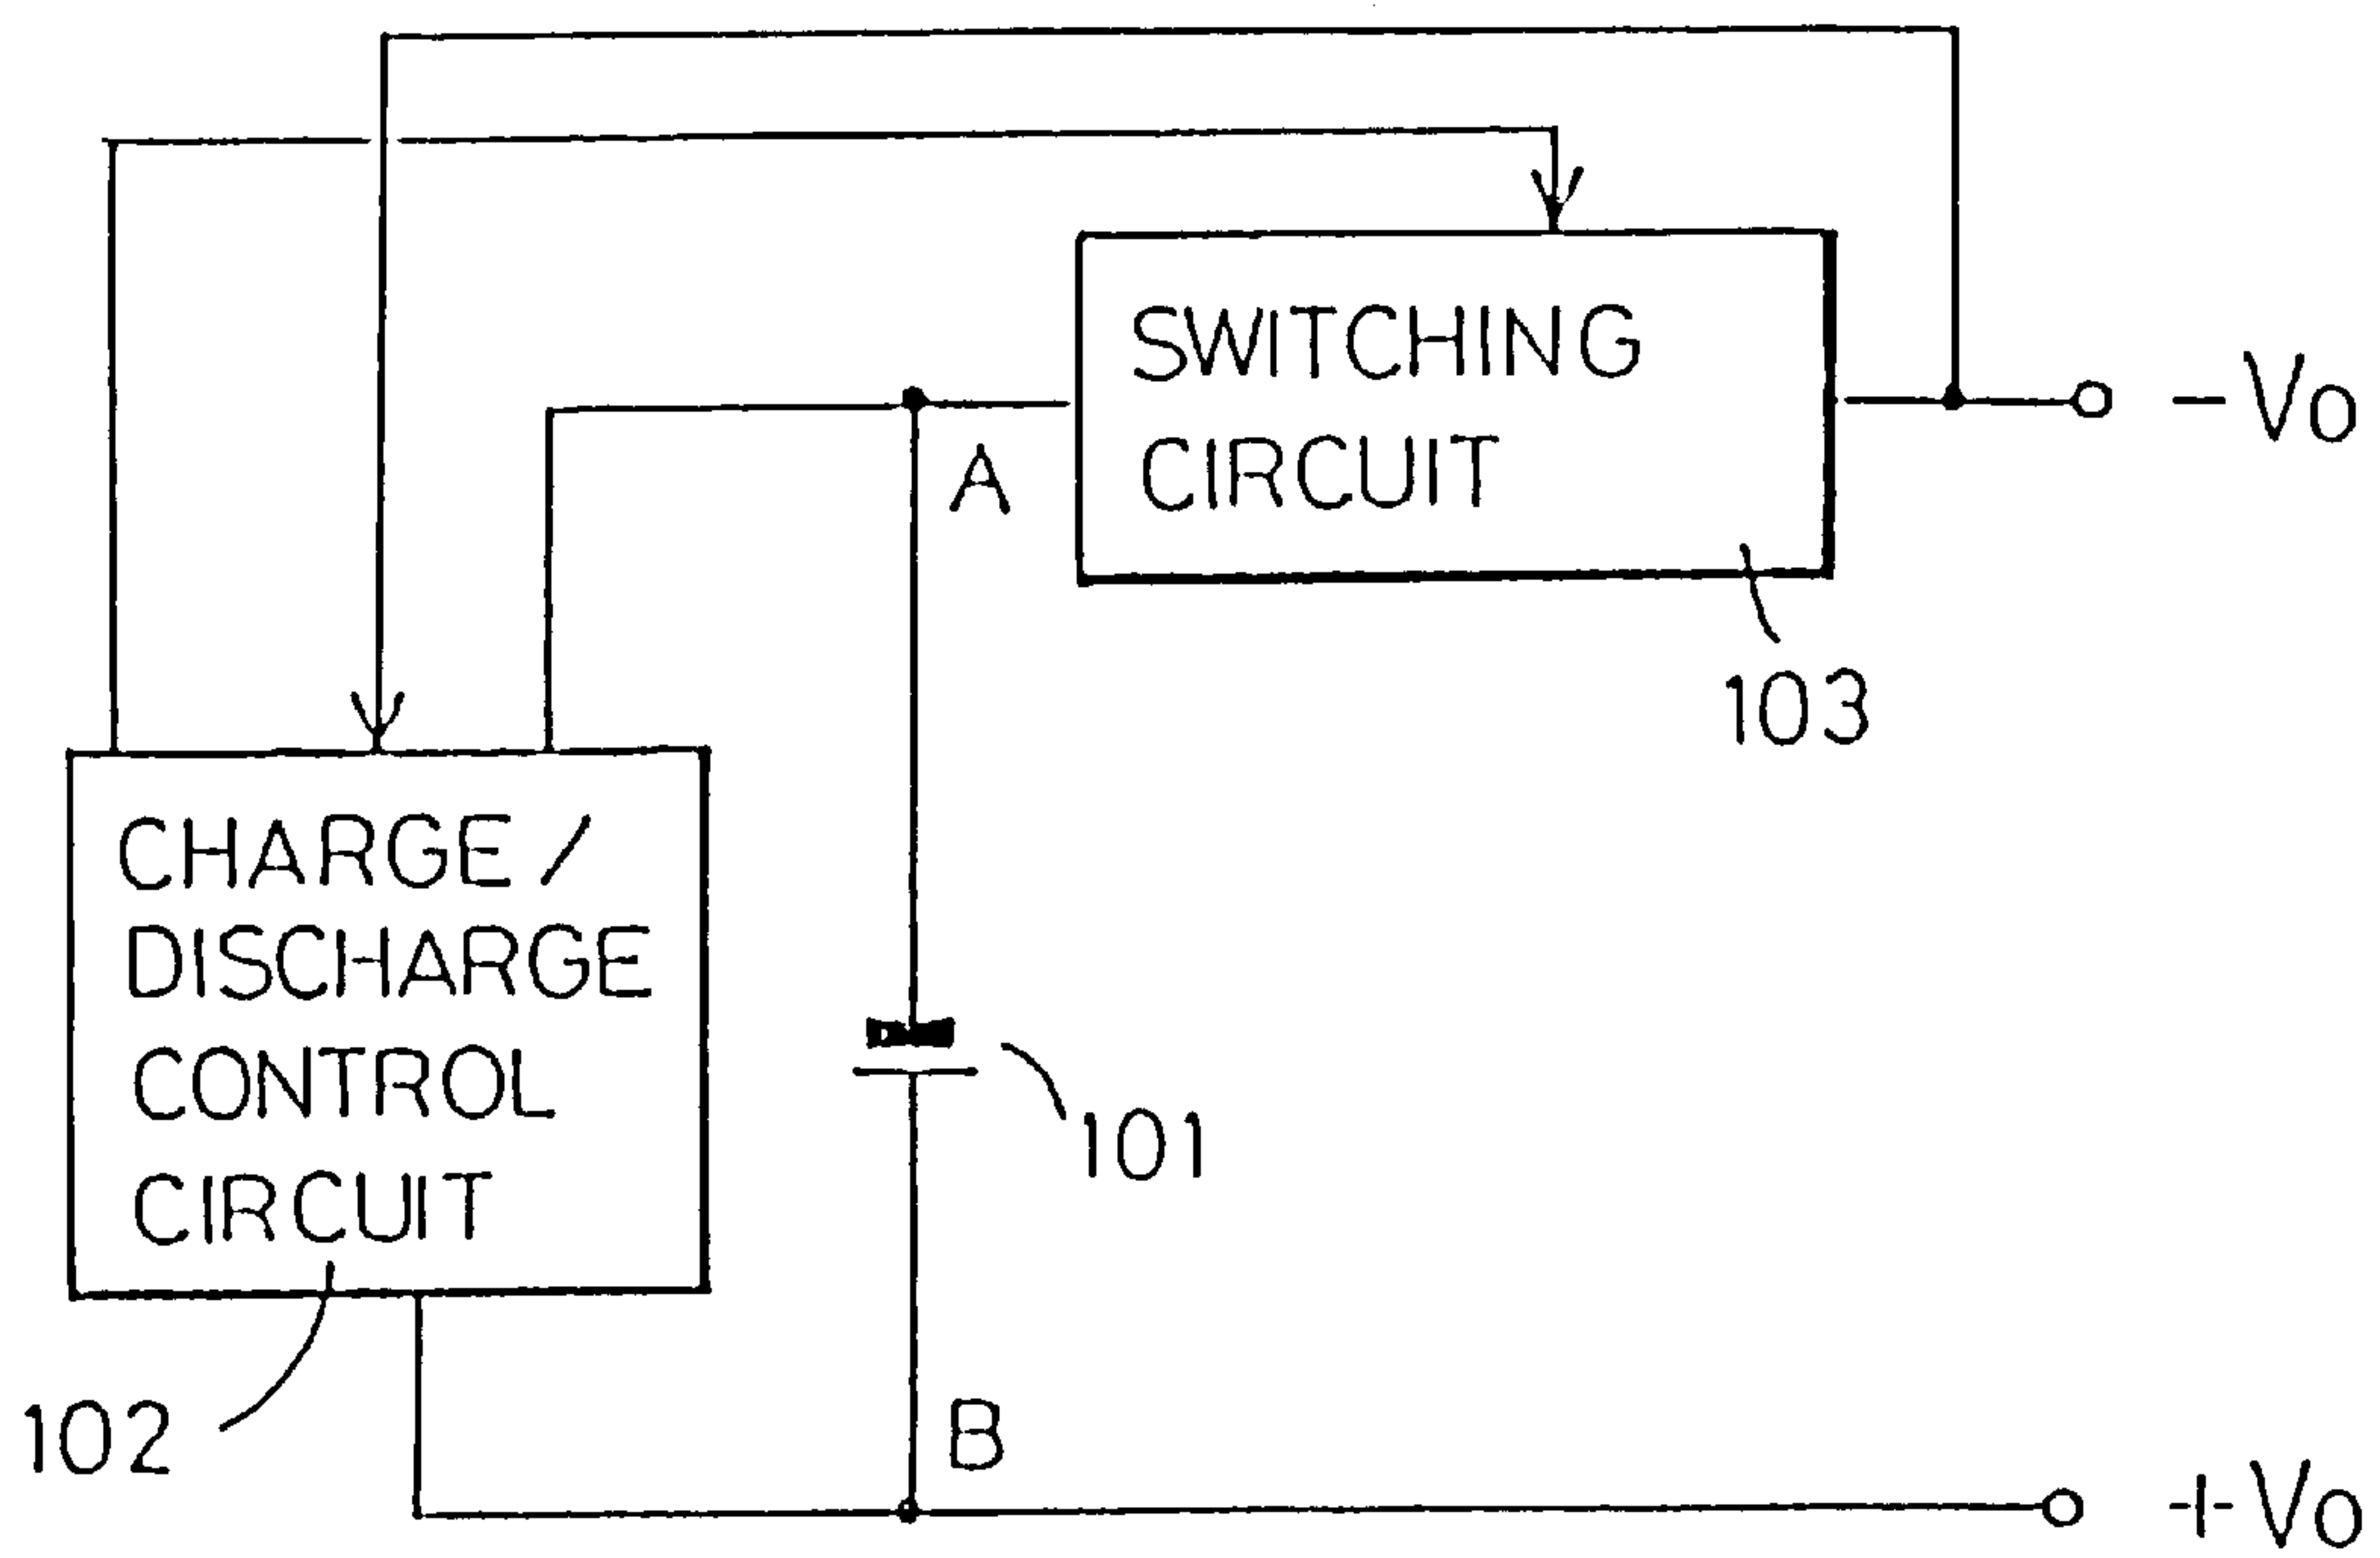 SWITCHING
CIRCUIT
-Vo
A
103
CHARGE/
DISCHARGE
CONTROL
CIRCUIT
101
102
B
+Vo